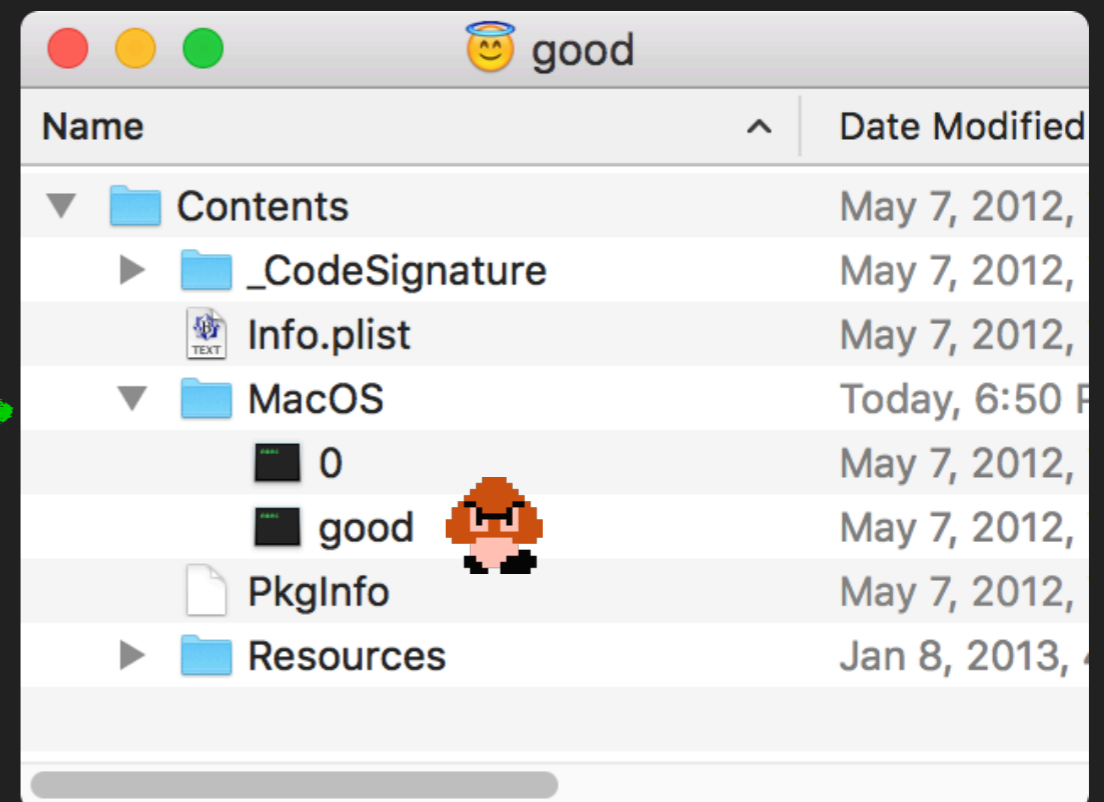 good
Name Date Modified
Contents May 7, 2012,
_CodeSignature May 7, 2012,
Info.plist May 7, 2012,
MacOS Today, 6:50 P
0 May 7, 2012,
good May 7, 2012,
PkgInfo May 7, 2012,
Resources Jan 8, 2013,